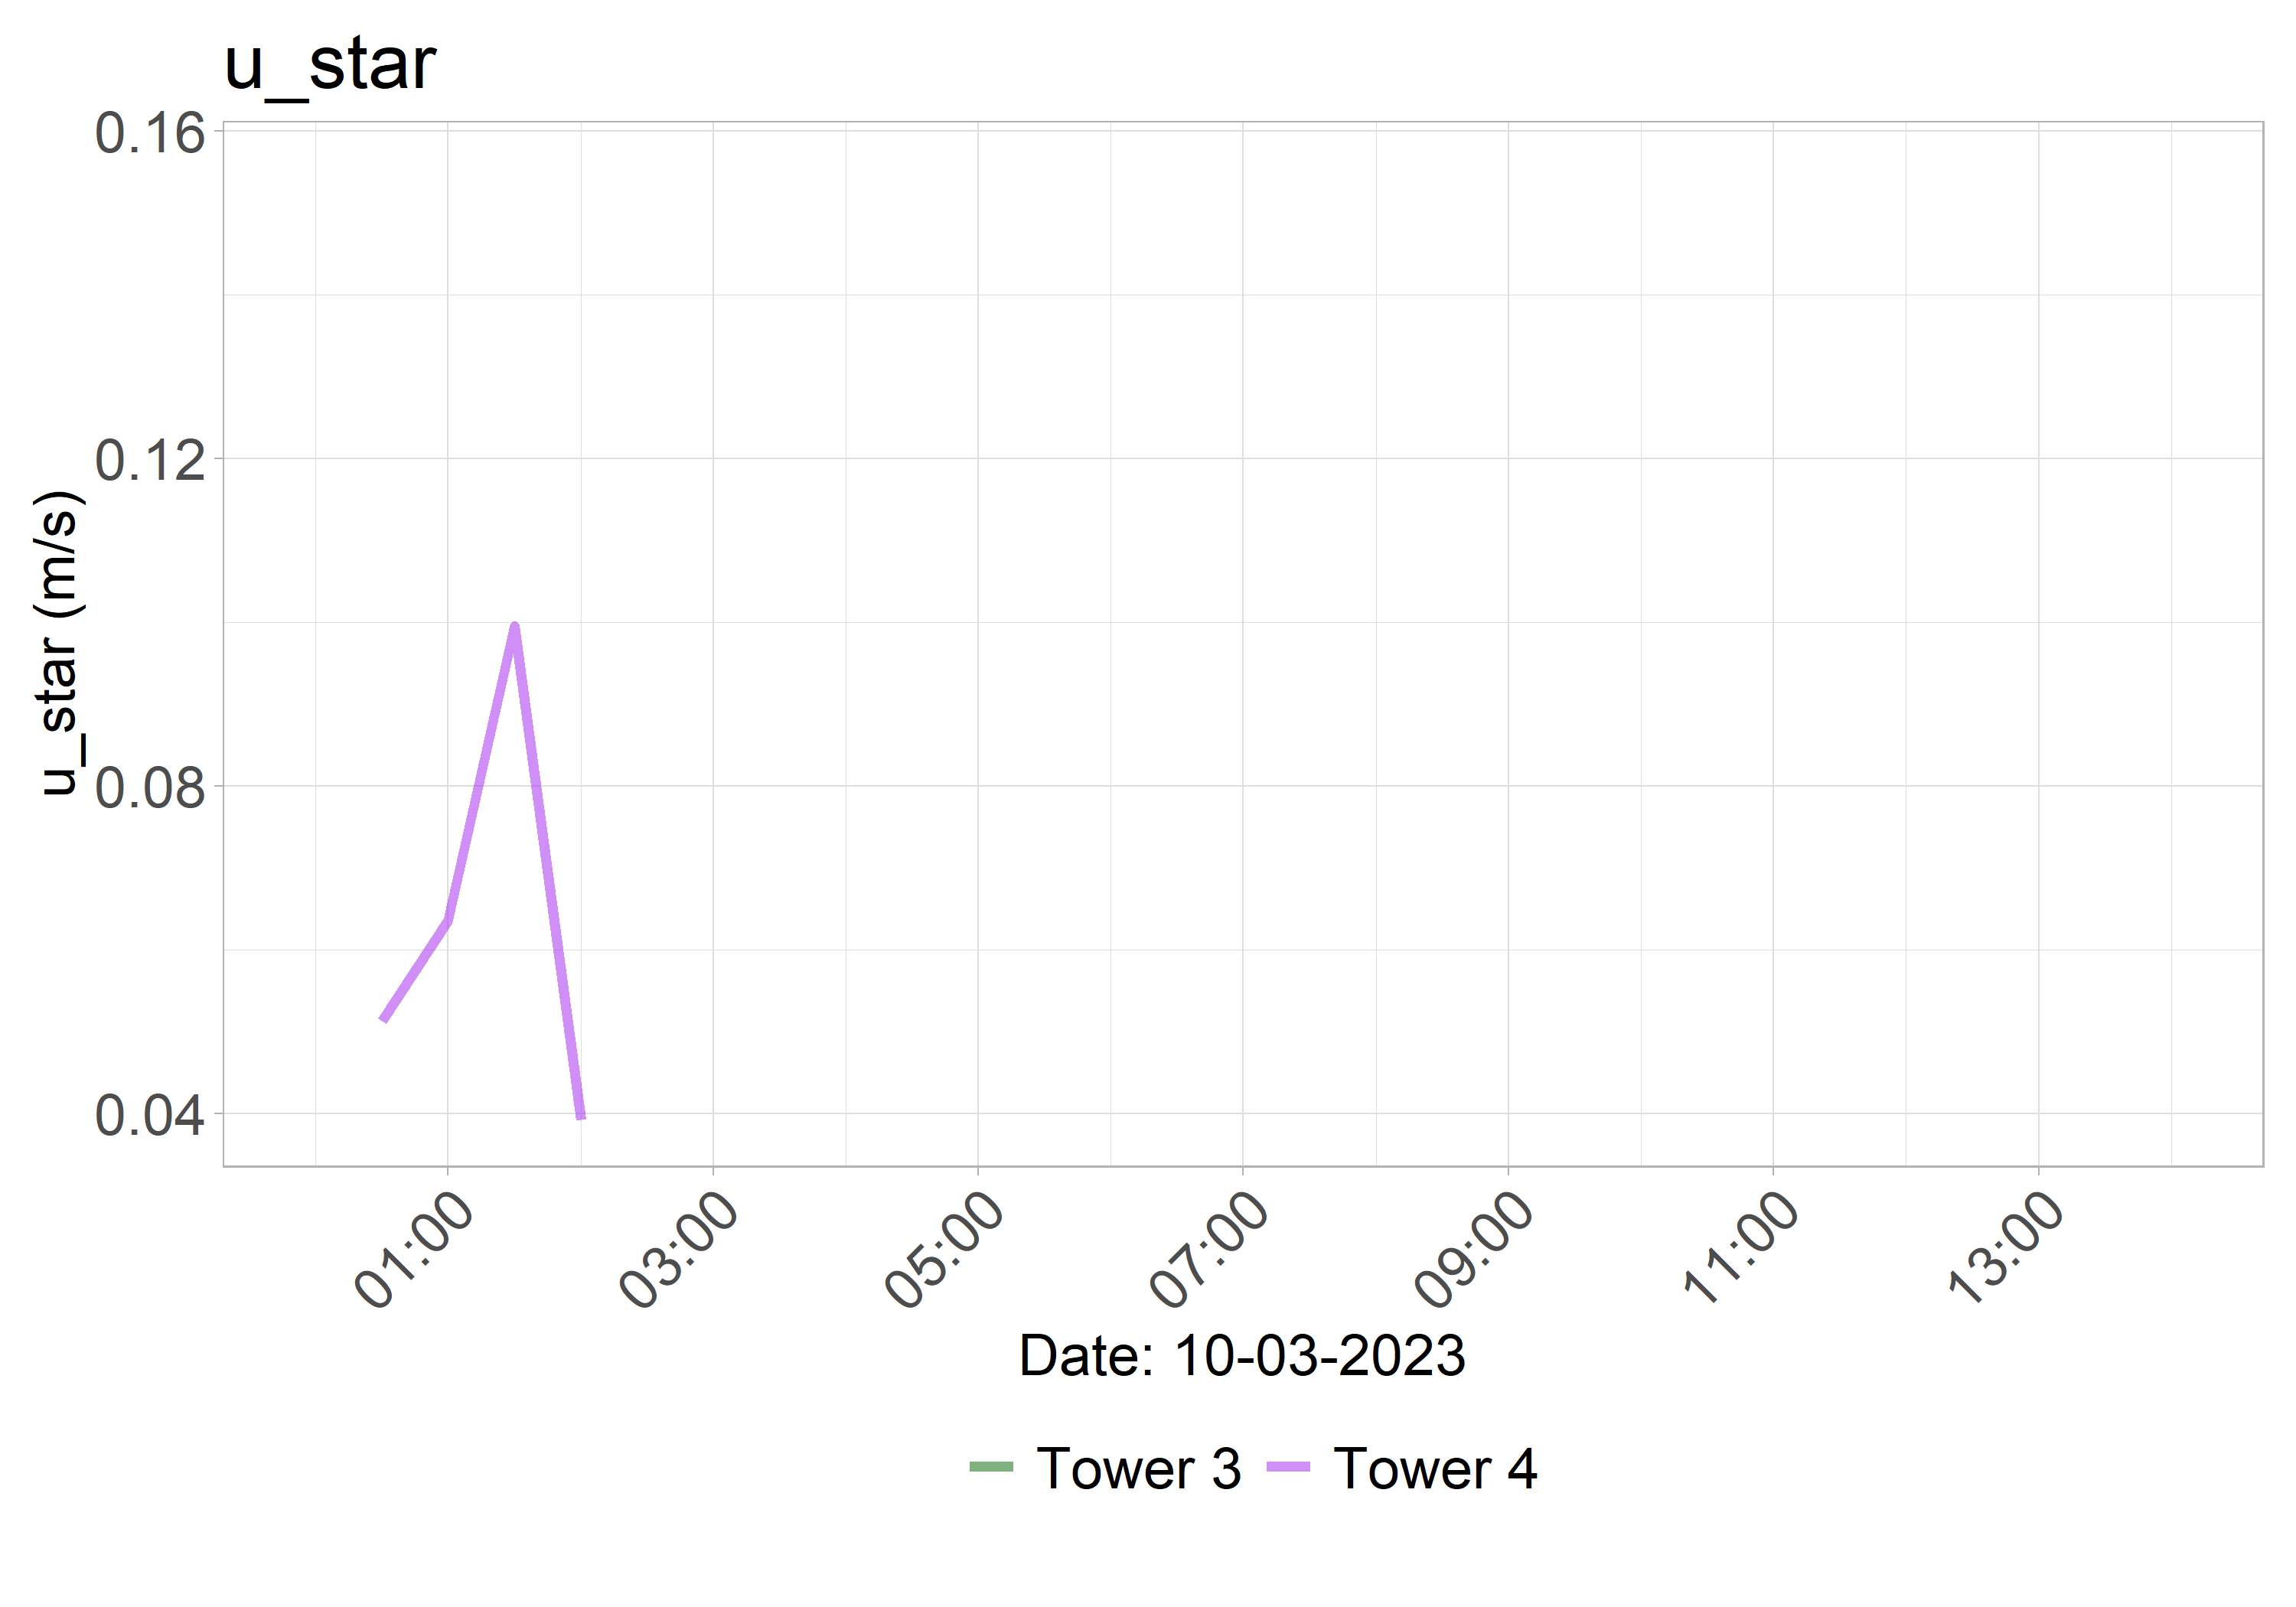 u_star
0.16
0.12
0.08
0.04
u_star (m/s)
01:00 03:00 05:00 07:00 09:00 11:00 13:00
Date: 10-03-2023
Tower 3 Tower 4